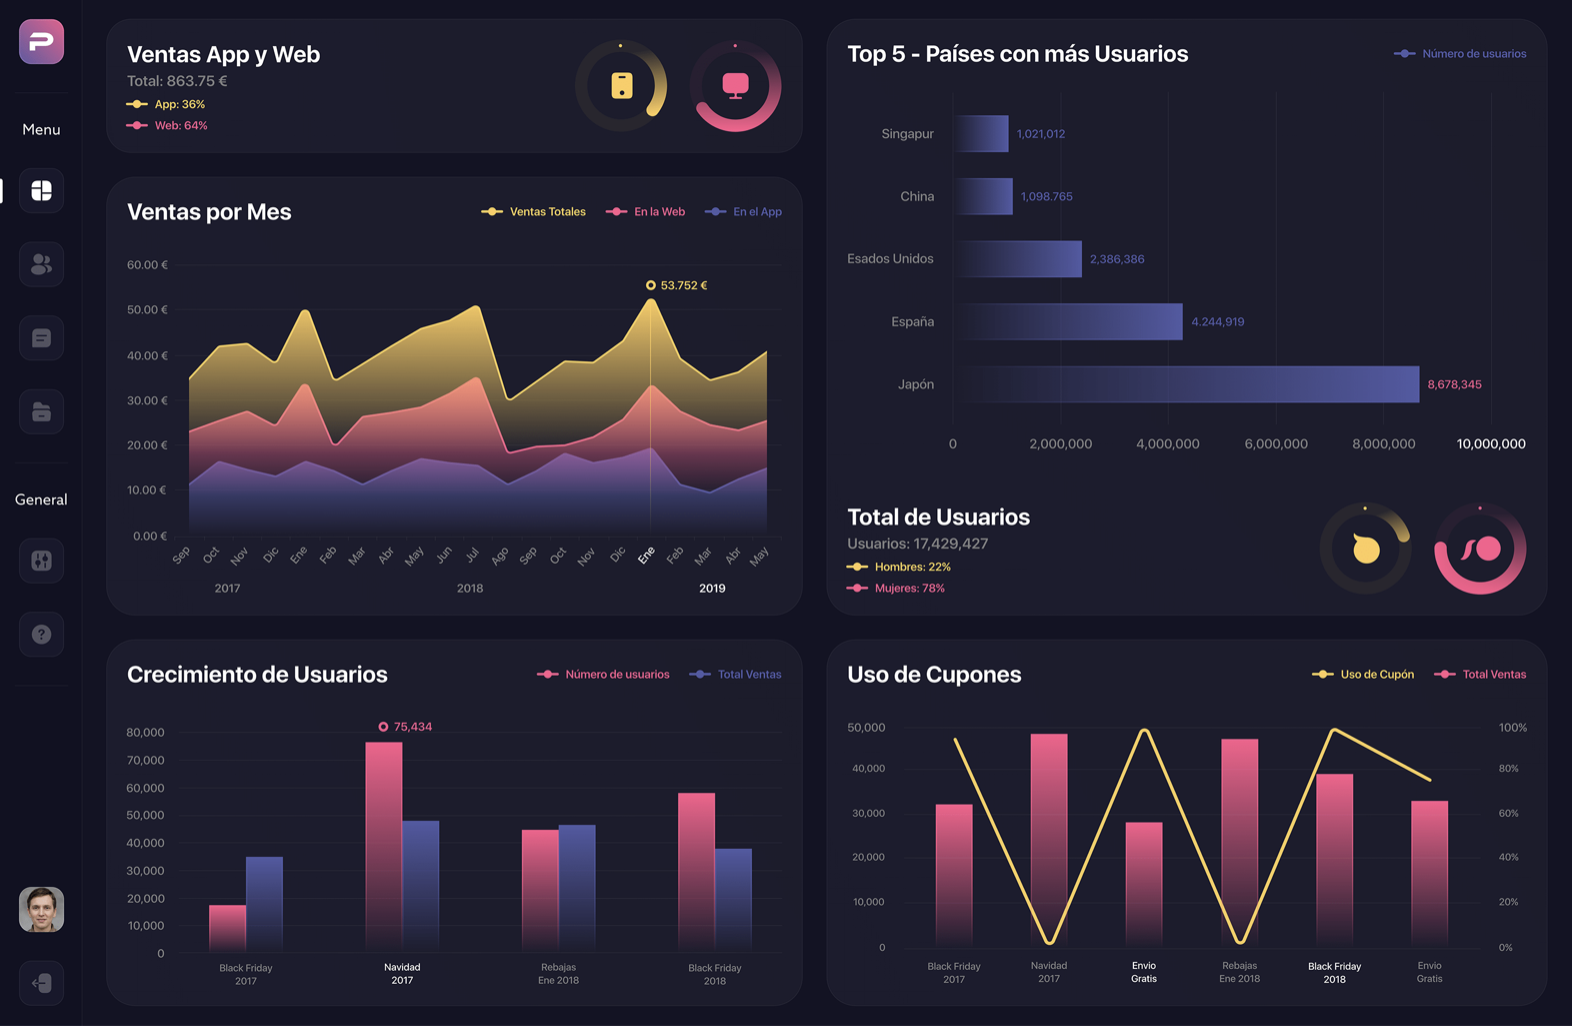 P
Menu
General
Ventas App y Web
Total: 863.75 €
App: 36%
Web: 64%
Ventas por Mes
Ventas Totales
En la Web
En el App
60.00 €
50.00 €
40.00 €
30.00 €
20.00 €
10.00 €
0.00 €
53.752 €
Sep
Oct
Nov
Dic
Ene
Feb
Mar
Abr
May
Jun
Jul
Ago
Sep
Oct
Nov
Dic
Ene
Feb
Mar
Abr
May
2017
2018
2019
Top 5 - Países con más Usuarios
Número de usuarios
Singapur
1,021,012
China
1,098.765
Esados Unidos
2,386,386
España
4.244,919
Japón
8,678,345
0
2,000,000
4,000,000
6,000,000
8,000,000
10,000,000
Total de Usuarios
Usuarios: 17,429,427
Hombres: 22%
Mujeres: 78%
Crecimiento de Usuarios
Número de usuarios
Total Ventas
75,434
80,000
70,000
60,000
50,000
40,000
30,000
20,000
10,000
0
Black Friday
2017
Navidad
2017
Rebajas
Ene 2018
Black Friday
2018
Uso de Cupones
Uso de Cupón
Total Ventas
50,000
40,000
30,000
20,000
10,000
0
100%
80%
60%
40%
20%
0%
Black Friday
2017
Navidad
2017
Envio
Gratis
Rebajas
Ene 2018
Black Friday
2018
Envio
Gratis
?